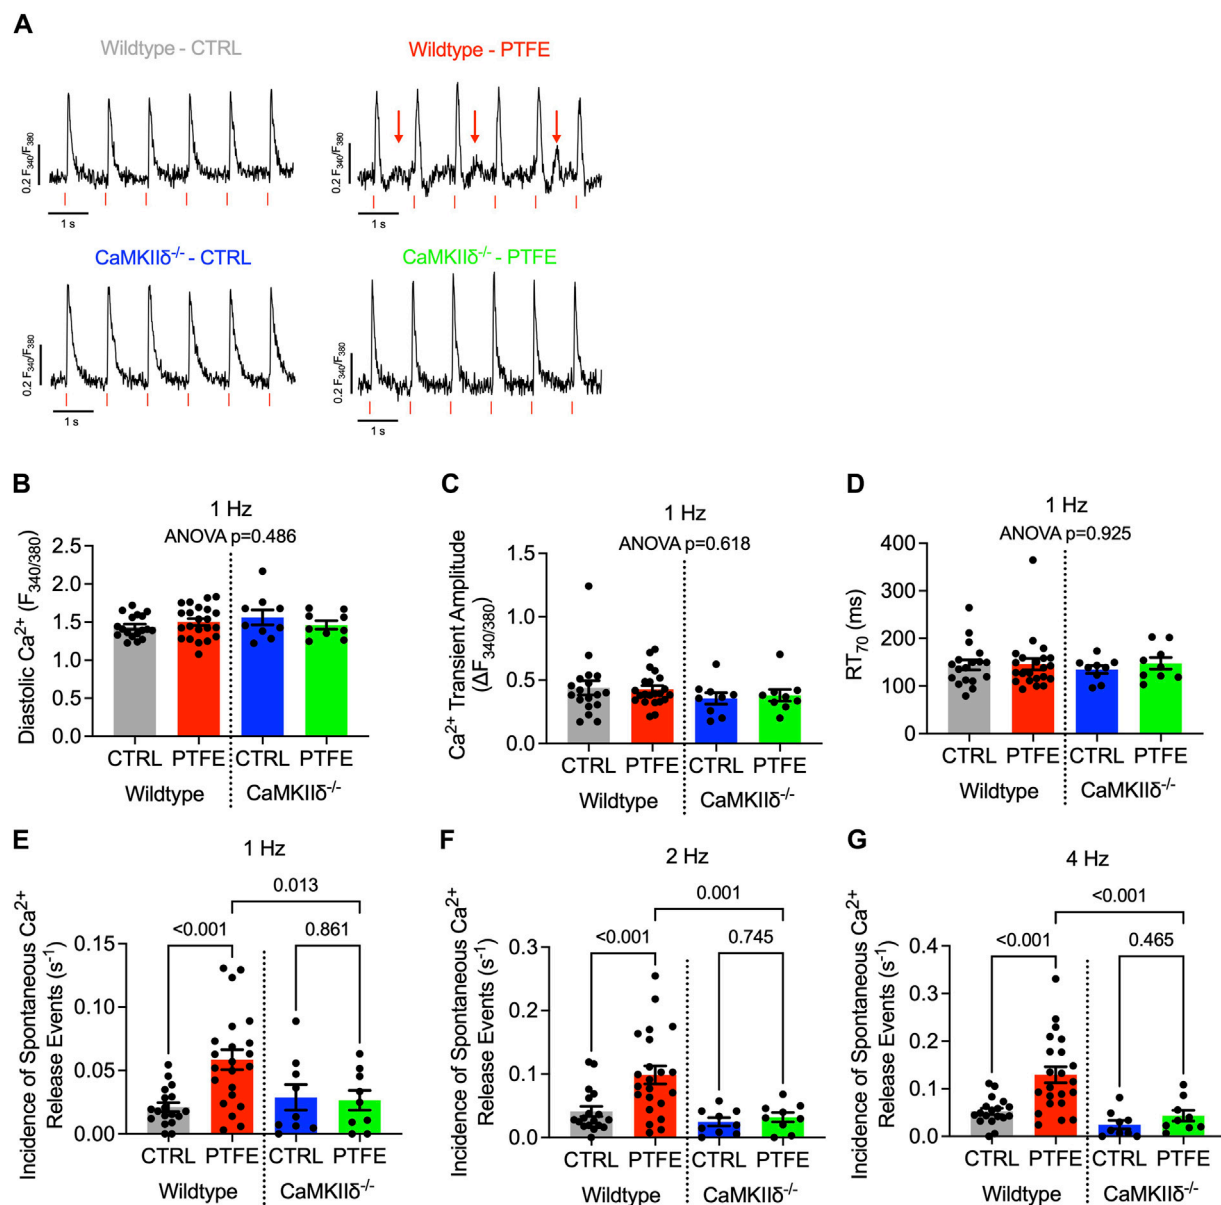 A
Wildtype - CTRL
Wildtype - PTFE
0.2 F340/F380
1 s
0.2 F340/F380
1 s
CaMKIIδ-/- - CTRL
CaMKIIδ-/- - PTFE
0.2 F340/F380
1 s
0.2 F340/F380
1 s
B
1 Hz
ANOVA p=0.486
Diastolic Ca2+ (F340/380)
2.5
2.0
1.5
1.0
0.5
0.0
CTRL PTFE CTRL PTFE
Wildtype CaMKIIδ-/-
C
1 Hz
ANOVA p=0.618
Ca2+ Transient Amplitude
(ΔF340/380)
1.5
1.0
0.5
0.0
CTRL PTFE CTRL PTFE
Wildtype CaMKIIδ-/-
D
1 Hz
ANOVA p=0.925
RT70 (ms)
400
300
200
100
0
CTRL PTFE CTRL PTFE
Wildtype CaMKIIδ-/-
E
1 Hz
0.013
<0.001 0.861
Incidence of Spontaneous Ca2+
Release Events (s-1)
0.15
0.10
0.05
0.00
CTRL PTFE CTRL PTFE
Wildtype CaMKIIδ-/-
F
2 Hz
0.001
<0.001 0.745
Incidence of Spontaneous Ca2+
Release Events (s-1)
0.3
0.2
0.1
0.0
CTRL PTFE CTRL PTFE
Wildtype CaMKIIδ-/-
G
4 Hz
<0.001
<0.001 0.465
Incidence of Spontaneous Ca2+
Release Events (s-1)
0.4
0.3
0.2
0.1
0.0
CTRL PTFE CTRL PTFE
Wildtype CaMKIIδ-/-